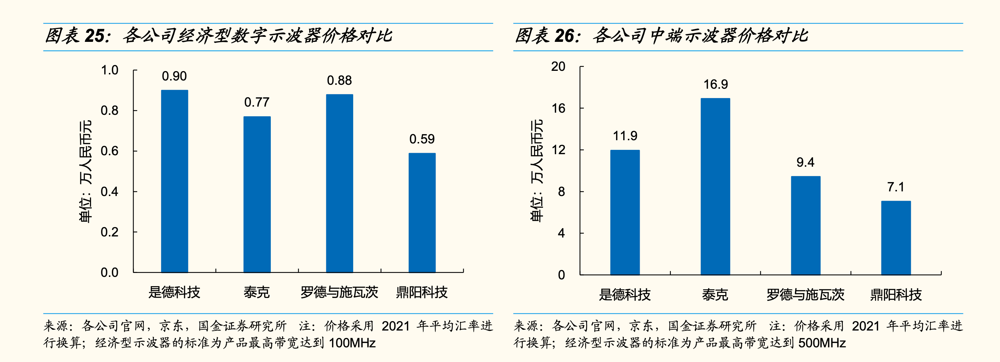 图表 25：各公司经济型数字示波器价格对比
单位：万人民币元
1.0
0.8
0.6
0.4
0.2
0.0
0.90
0.77
0.88
0.59
是德科技
泰克
罗德与施瓦茨
鼎阳科技
来源：各公司官网，京东，国金证券研究所 注：价格采用 2021 年平均汇率进
行换算；经济型示波器的标准为产品最高带宽达到 100MHz
图表 26：各公司中端示波器价格对比
单位：万人民币元
20
16
12
8
4
0
11.9
16.9
9.4
7.1
是德科技
泰克
罗德与施瓦茨
鼎阳科技
来源：各公司官网，京东，国金证券研究所 注：价格采用 2021 年平均汇率进
行换算；经济型示波器的标准为产品最高带宽达到 500MHz